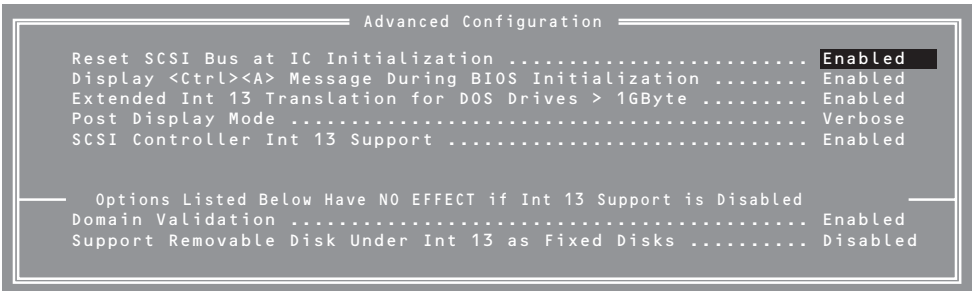 Advanced Configuration
Reset SCSI Bus at IC Initialization ......................... Enabled
Display <Ctrl><A> Message During BIOS Initialization ........ Enabled
Extended Int 13 Translation for DOS Drives > 1GByte ......... Enabled
Post Display Mode ........................................... Verbose
SCSI Controller Int 13 Support .............................. Enabled
Options Listed Below Have NO EFFECT if Int 13 Support is Disabled
Domain Validation ........................................... Enabled
Support Removable Disk Under Int 13 as Fixed Disks .......... Disabled